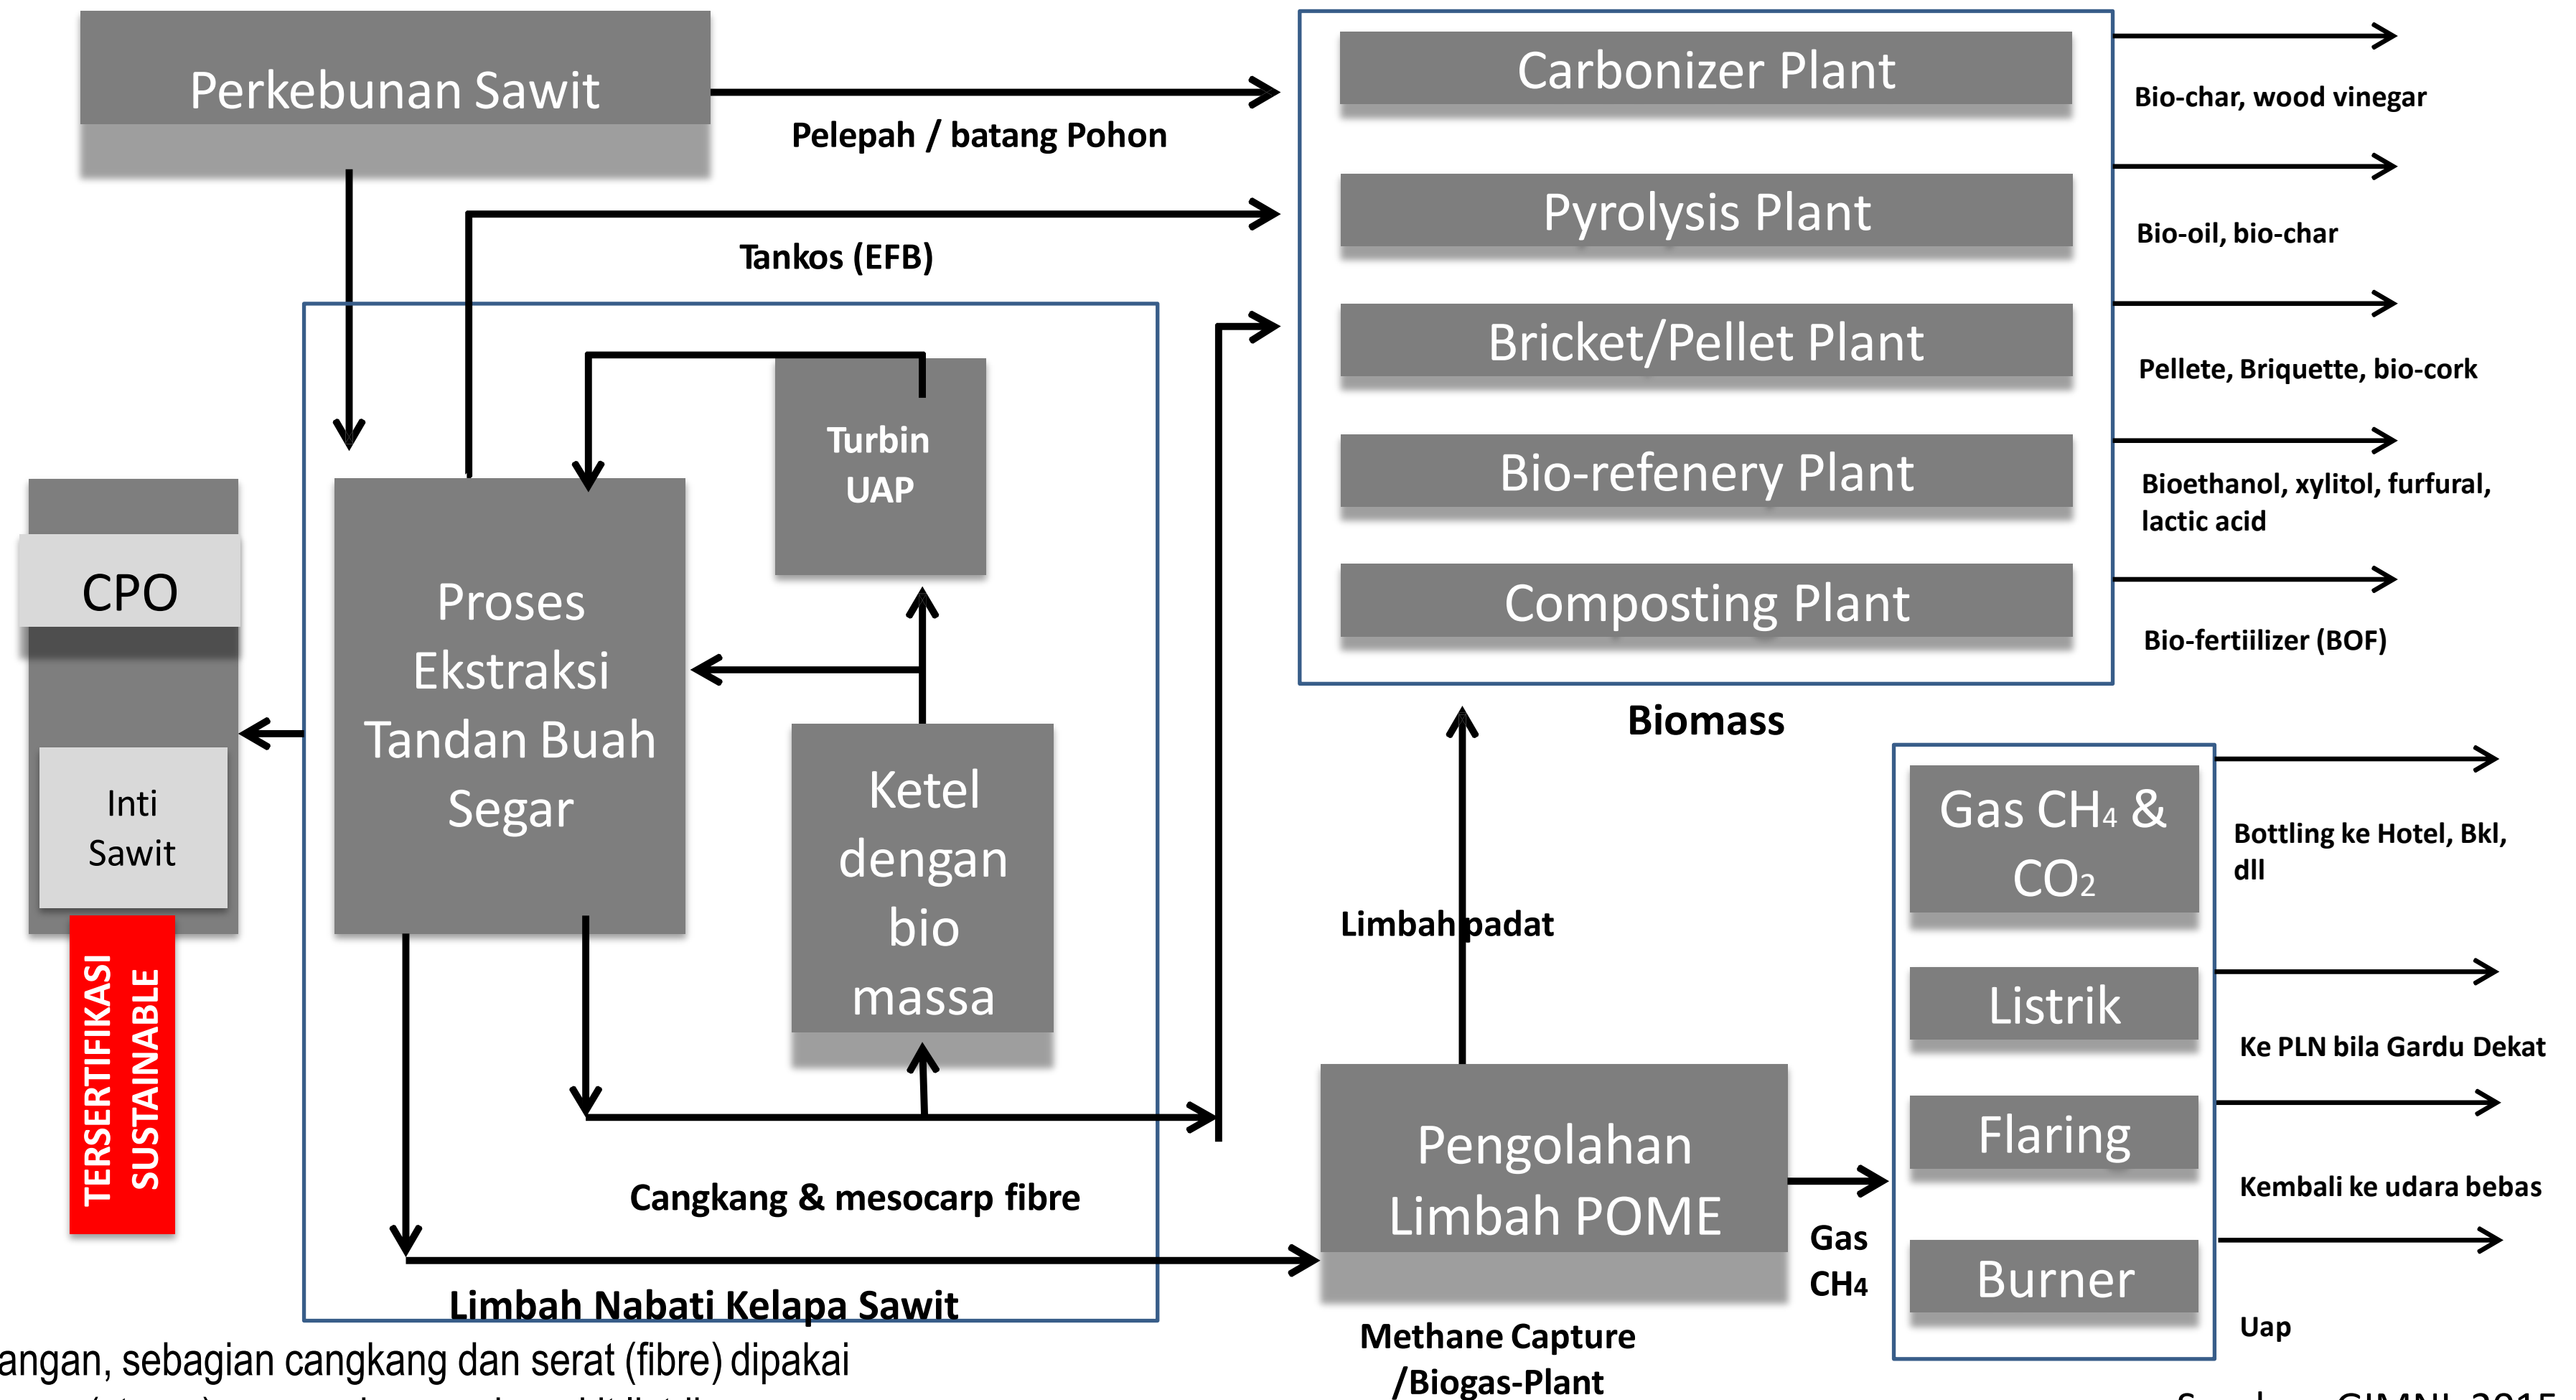 Perkebunan Sawit
Pelepah / batang Pohon
Tankos (EFB)
Carbonizer Plant
Pyrolysis Plant
Bricket/Pellet Plant
Bio-refenery Plant
Composting Plant
Biomass
Bio-char, wood vinegar
Bio-oil, bio-char
Pellete, Briquette, bio-cork
Bioethanol, xylitol, furfural,
lactic acid
Bio-fertiilizer (BOF)
Turbin
UAP
CPO
Inti
Sawit
TERSERTIFIKASI
SUSTAINABLE
Proses
Ekstraksi
Tandan Buah
Segar
Ketel
dengan
bio
massa
Cangkang & mesocarp fibre
Limbah Nabati Kelapa Sawit
Limbah padat
Pengolahan
Limbah POME
Methane Capture
/Biogas-Plant
Gas
CH4
Gas CH4 &
CO2
Listrik
Flaring
Burner
Bottling ke Hotel, Bkl,
dll
Ke PLN bila Gardu Dekat
Kembali ke udara bebas
Uap
angan, sebagian cangkang dan serat (fibre) dipakai
GIMNI, 2015